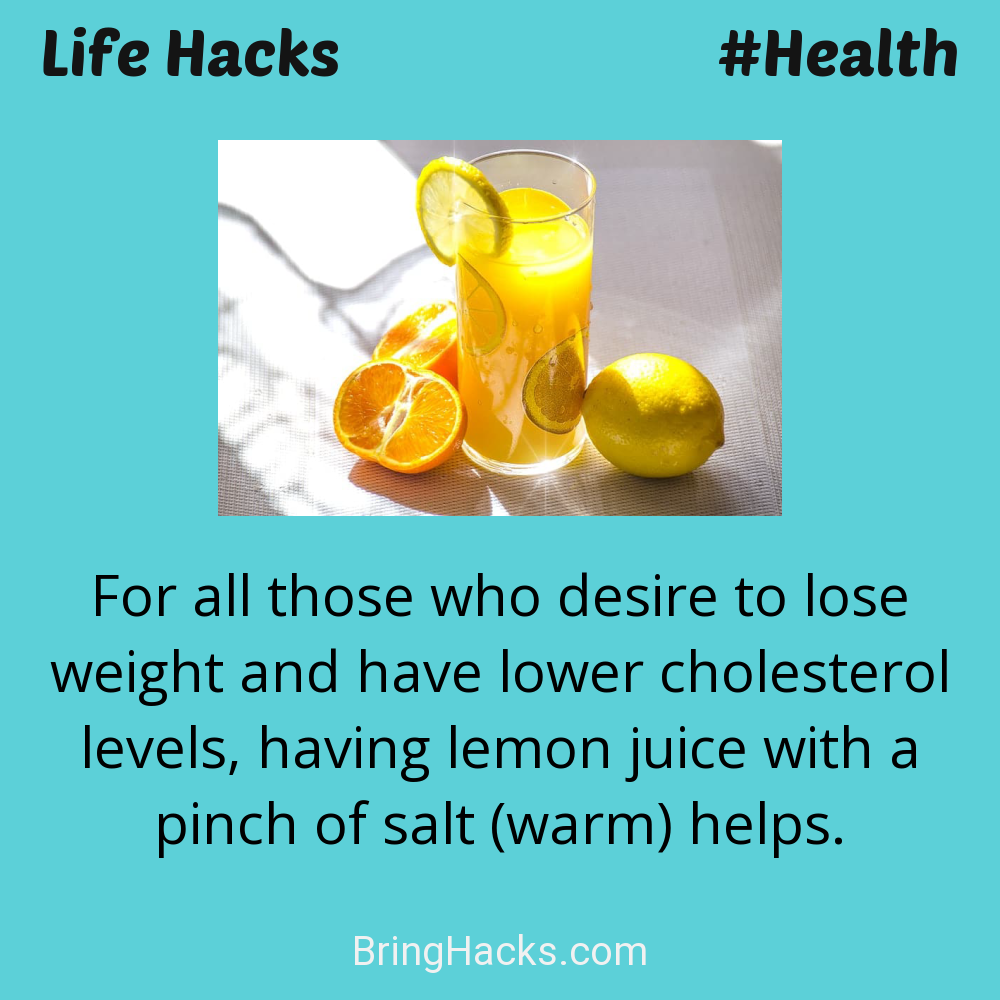 Life Hacks
#Health
For all those who desire to lose
weight and have lower cholesterol
levels, having lemon juice with a
pinch of salt (warm) helps.
BringHacks.com